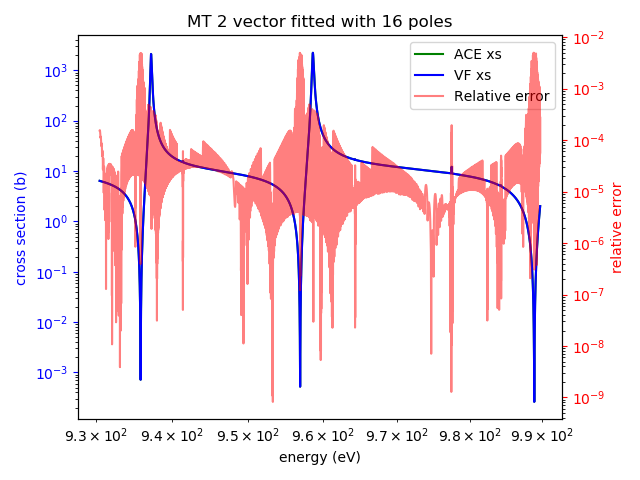 MT 2 vector fitted with 16 poles
ACE xs
VF xs
Relative error
cross section (b)
10³
10²
10¹
10⁰
10⁻¹
10⁻²
10⁻³
10⁻²
10⁻³
10⁻⁴
10⁻⁵
10⁻⁶
10⁻⁷
10⁻⁸
10⁻⁹
relative error
9.3 × 10² 9.4 × 10² 9.5 × 10² 9.6 × 10² 9.7 × 10² 9.8 × 10² 9.9 × 10²
energy (eV)